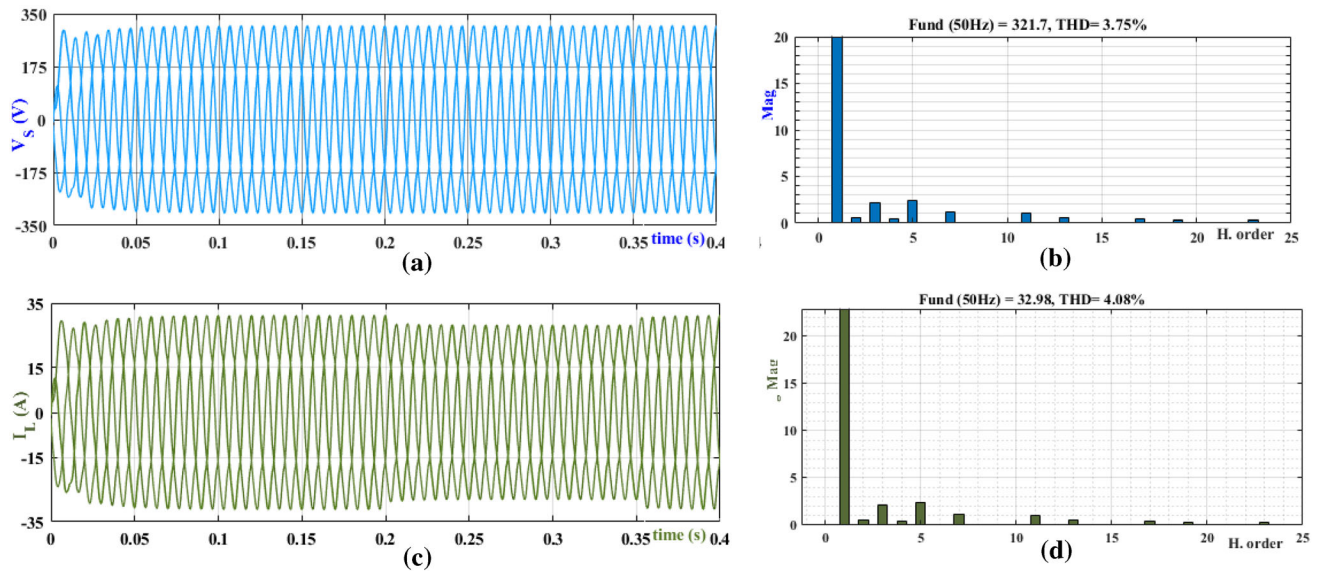 350
175
0
-175
-350
V_S (V)
0 0.05 0.1 0.15 0.2 0.25 0.3 0.35 0.4
time (s)
(a)
Fund (50Hz) = 321.7, THD= 3.75%
20
15
10
5
0
Mag
0 5 10 15 20 25
H. order
(b)
35
15
0
-15
-35
I_L (A)
0 0.05 0.1 0.15 0.2 0.25 0.3 0.35 0.4
time (s)
(c)
Fund (50Hz) = 32.98, THD= 4.08%
20
15
10
5
0
Mag
0 5 10 15 20 25
H. order
(d)